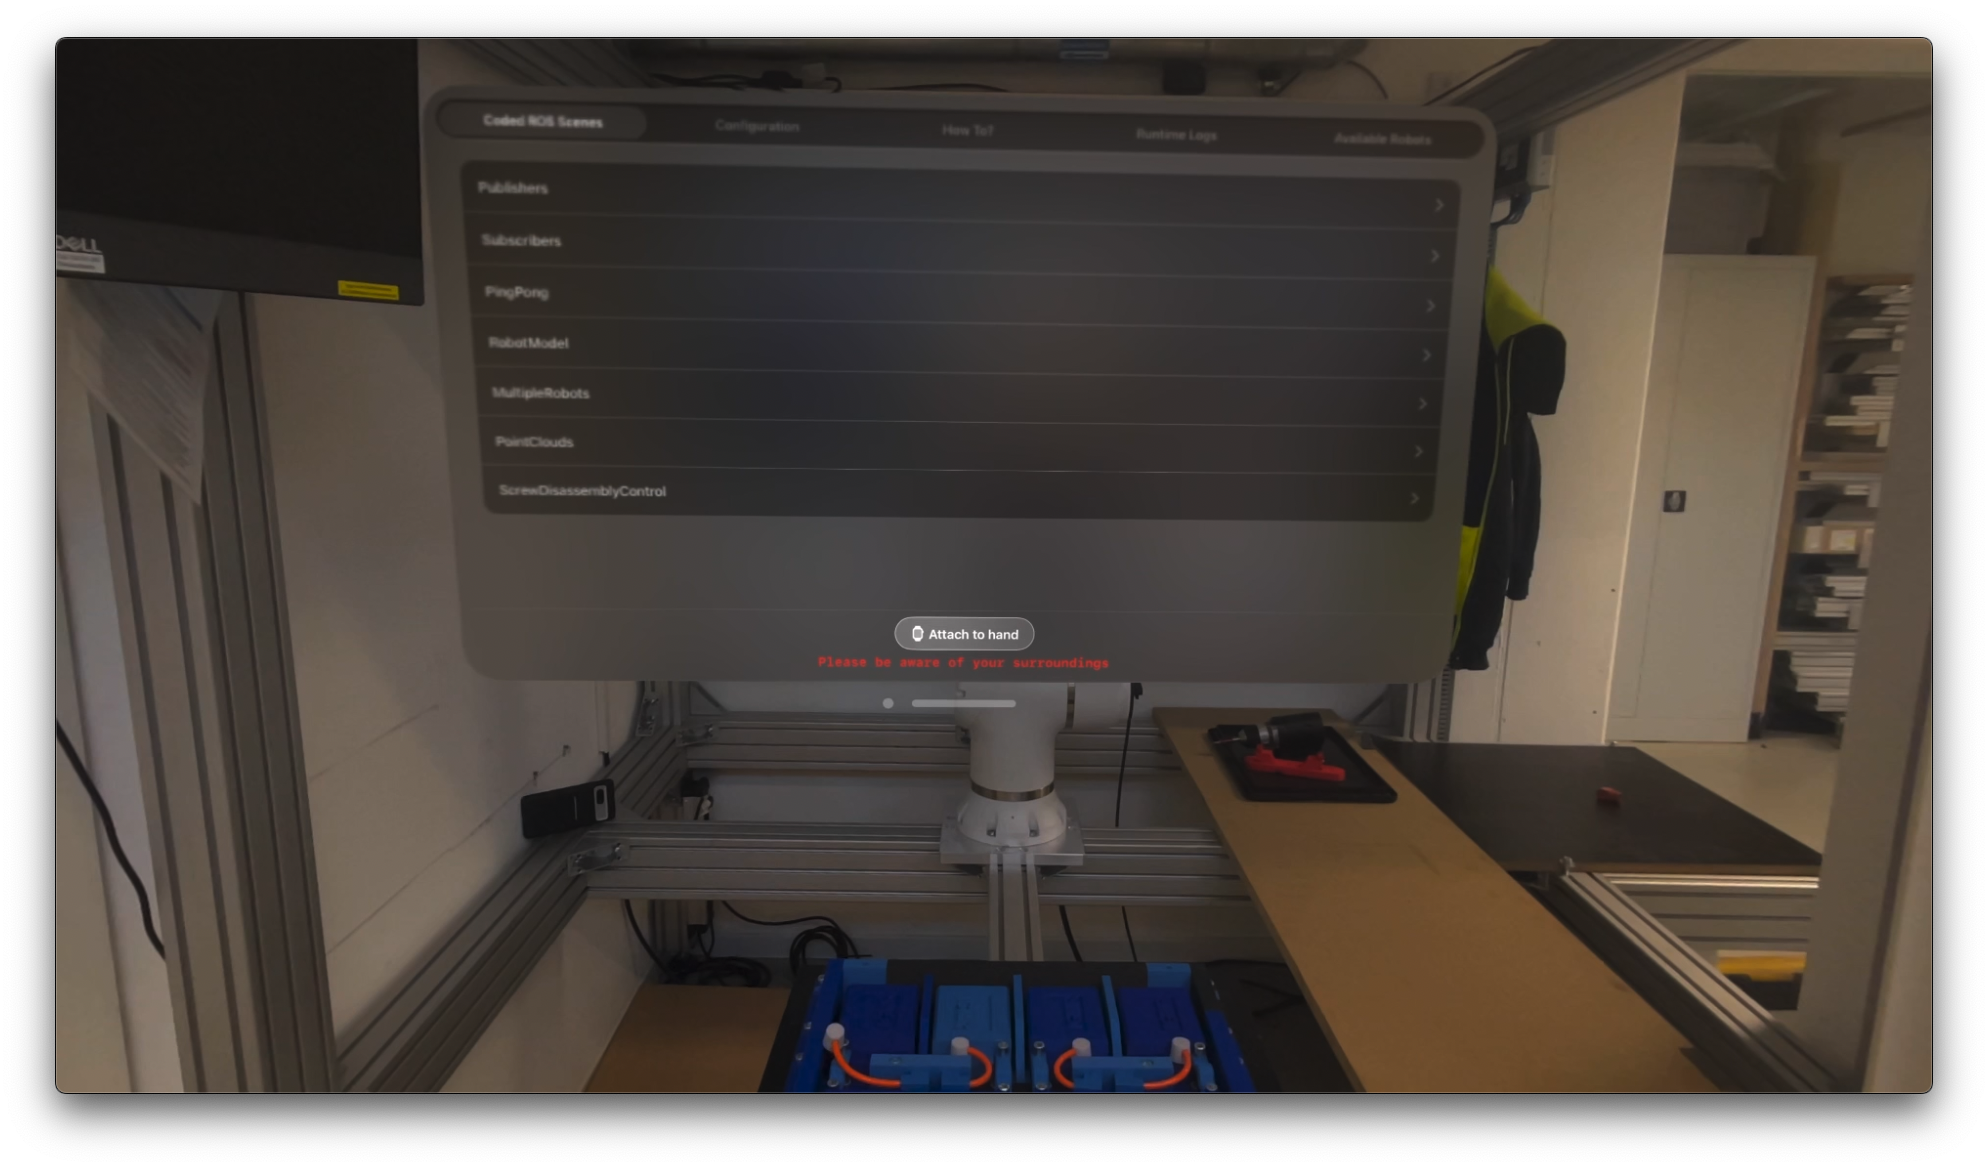 Coded ROS Scenes
Configuration
How To?
Runtime Logs
Available Robots
Publishers
Subscribers
PingPong
RobotModel
MultipleRobots
PointClouds
ScrewDisassemblyControl
Attach to hand
Please be aware of your surroundings
DELL